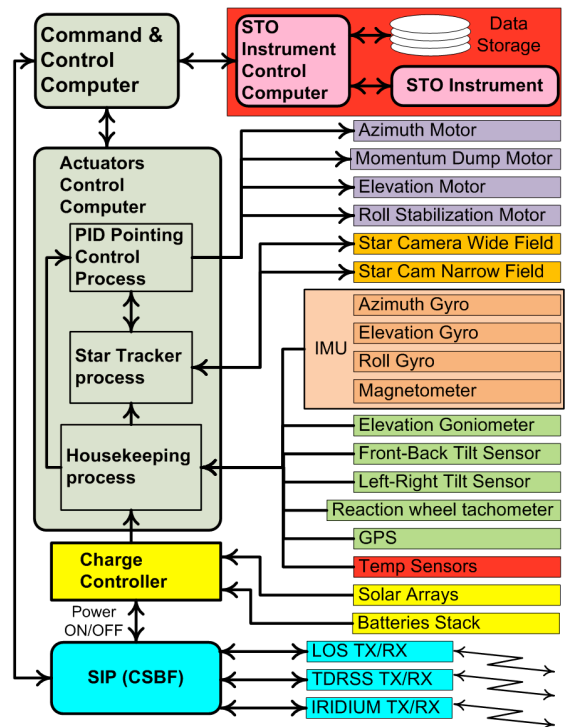 Command &
Control
Computer
STO
Instrument
Control
Computer
Data
Storage
STO Instrument
Actuators
Control
Computer
PID Pointing
Control
Process
Star Tracker
process
Housekeeping
process
Azimuth Motor
Momentum Dump Motor
Elevation Motor
Roll Stabilization Motor
Star Camera Wide Field
Star Cam Narrow Field
IMU
Azimuth Gyro
Elevation Gyro
Roll Gyro
Magnetometer
Elevation Goniometer
Front-Back Tilt Sensor
Left-Right Tilt Sensor
Reaction wheel tachometer
GPS
Temp Sensors
Solar Arrays
Batteries Stack
Charge
Controller
Power
ON/OFF
SIP (CSBF)
LOS TX/RX
TDRSS TX/RX
IRIDIUM TX/RX